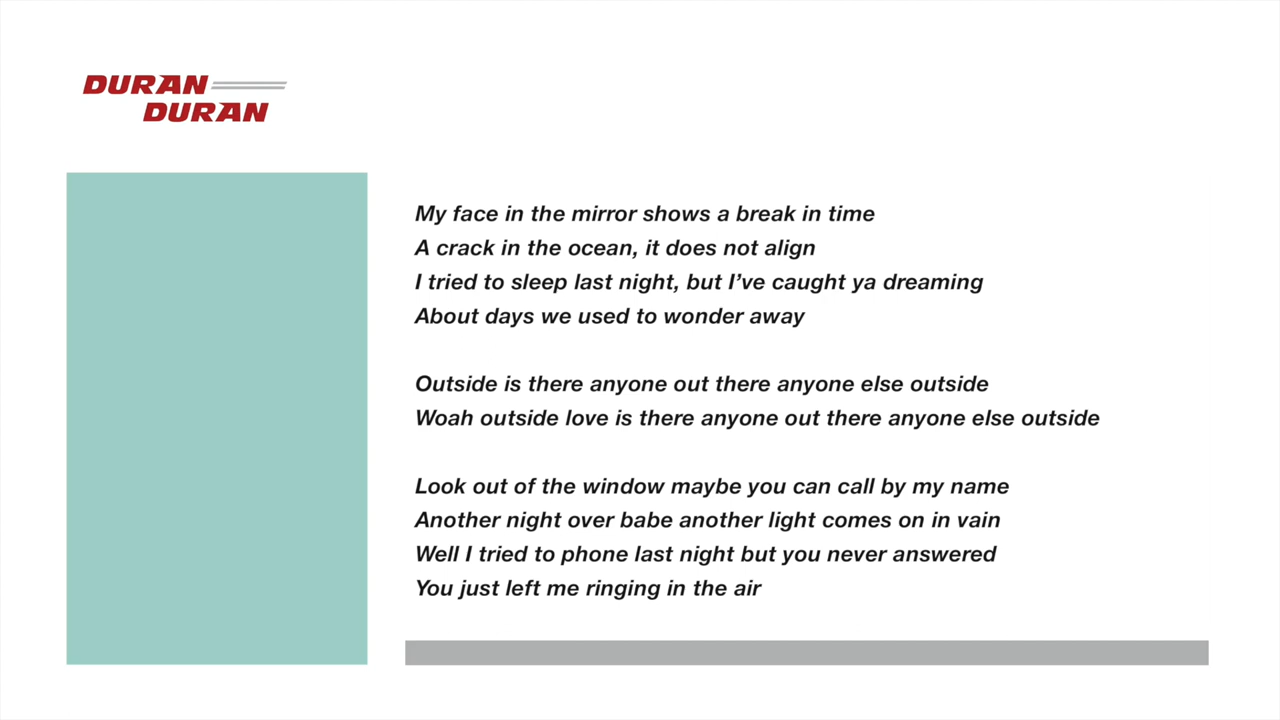 DURAN
DURAN
My face in the mirror shows a break in time
A crack in the ocean, it does not align
I tried to sleep last night, but I’ve caught ya dreaming
About days we used to wonder away
Outside is there anyone out there anyone else outside
Woah outside love is there anyone out there anyone else outside
Look out of the window maybe you can call by my name
Another night over babe another light comes on in vain
Well I tried to phone last night but you never answered
You just left me ringing in the air